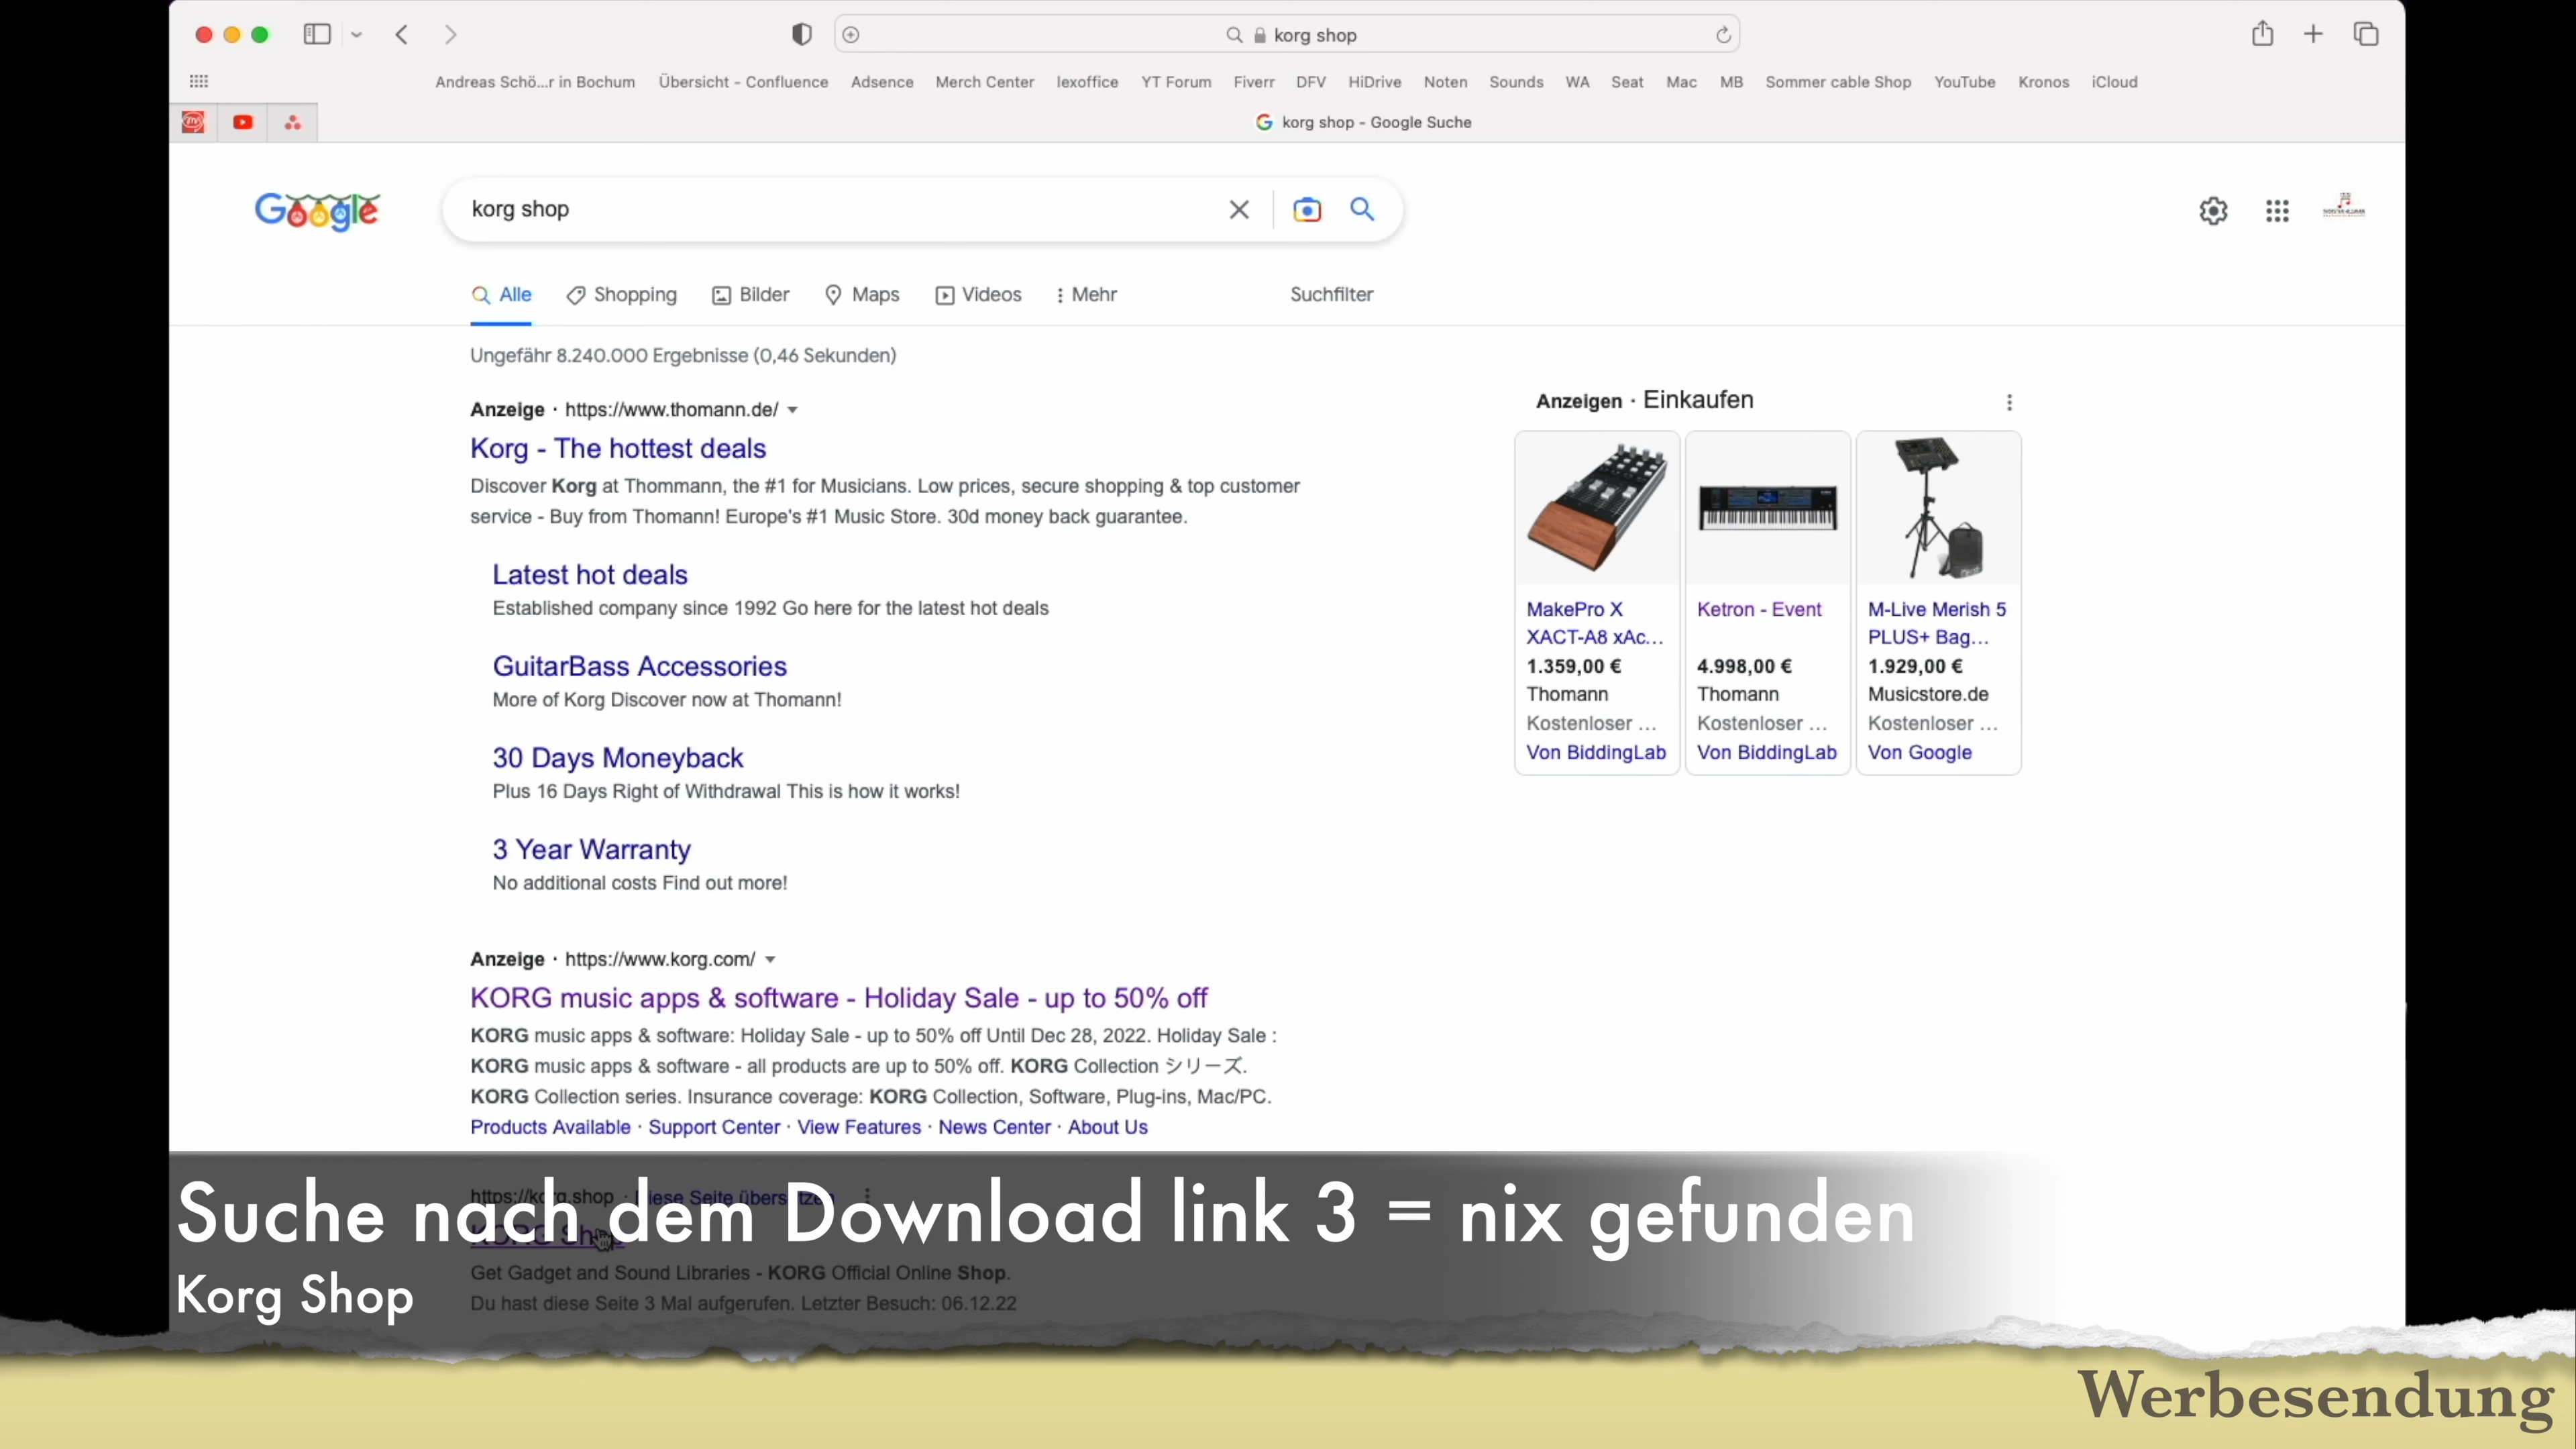 korg shop
Andreas Schö...r in Bochum Übersicht - Confluence Adsence Merch Center lexoffice YT Forum Fiverr DFV HiDrive Noten Sounds WA Seat Mac MB Sommer cable Shop YouTube Kronos iCloud
korg shop - Google Suche
Google
korg shop
Alle Shopping Bilder Maps Videos Mehr Suchfilter
Ungefähr 8.240.000 Ergebnisse (0,46 Sekunden)
Anzeige · https://www.thomann.de/
Korg - The hottest deals
Discover Korg at Thommann, the #1 for Musicians. Low prices, secure shopping & top customer
service - Buy from Thomann! Europe's #1 Music Store. 30d money back guarantee.
Latest hot deals
Established company since 1992 Go here for the latest hot deals
GuitarBass Accessories
More of Korg Discover now at Thomann!
30 Days Moneyback
Plus 16 Days Right of Withdrawal This is how it works!
3 Year Warranty
No additional costs Find out more!
Anzeige · https://www.korg.com/
KORG music apps & software - Holiday Sale - up to 50% off
KORG music apps & software: Holiday Sale - up to 50% off Until Dec 28, 2022. Holiday Sale :
KORG music apps & software - all products are up to 50% off. KORG Collection シリーズ.
KORG Collection series. Insurance coverage: KORG Collection, Software, Plug-ins, Mac/PC.
Products Available · Support Center · View Features · News Center · About Us
Anzeigen · Einkaufen
MakePro X
XACT-A8 xAc...
1.359,00 €
Thomann
Kostenloser ...
Von BiddingLab
Ketron - Event
4.998,00 €
Thomann
Kostenloser ...
Von BiddingLab
M-Live Merish 5
PLUS+ Bag...
1.929,00 €
Musicstore.de
Kostenloser ...
Von Google
https://korg.shop · Diese Seite übersetzen
KORG Shop
Get Gadget and Sound Libraries - KORG Official Online Shop.
Du hast diese Seite 3 Mal aufgerufen. Letzter Besuch: 06.12.22
Suche nach dem Download link 3 = nix gefunden
Korg Shop
Werbesendung